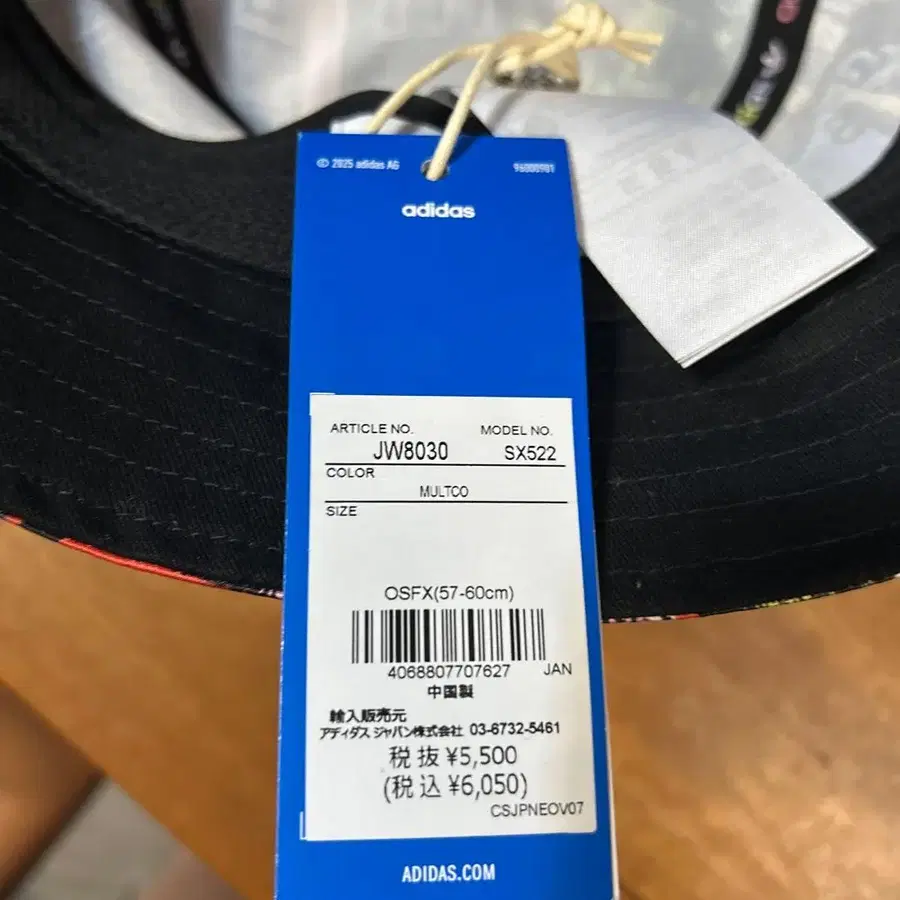 © 2025 adidas AG 96000901
adidas
ARTICLE NO. MODEL NO.
JW8030 SX522
COLOR
MULTCO
SIZE
OSFX(57-60cm)
4068807707627 JAN
中国製
輸入販売元
アディダス ジャパン株式会社 03-6732-5461
税抜 ¥5,500
(税込 ¥6,050)
CSJPNEOV07
ADIDAS.COM